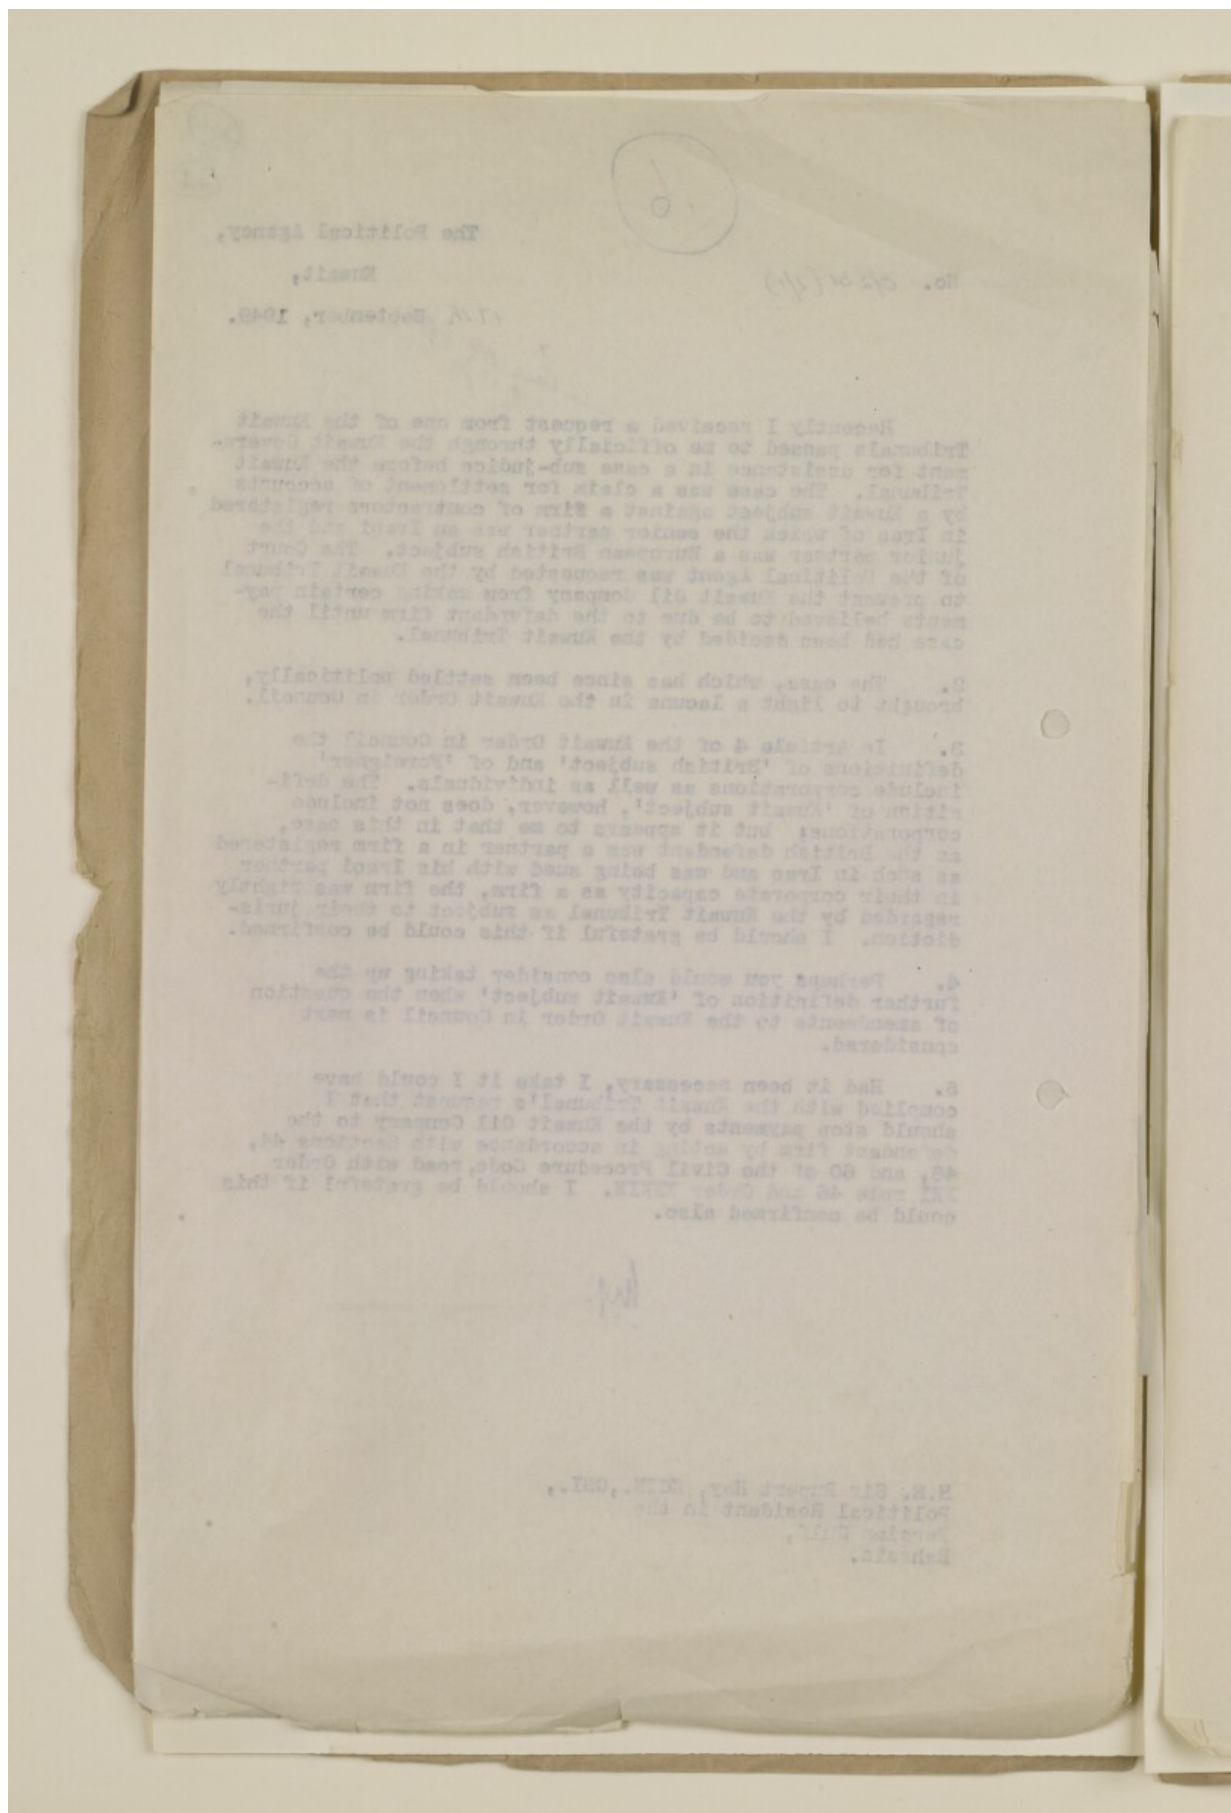 The Political Agency,
Kuwait,
No.
17th September, 1949.
Recently I received a request from one of the Kuwait
Tribunals passed to me officially through the Kuwait Govern-
ment for assistance in a case sub-judice before the Kuwait
Tribunal. The case was a claim for settlement of accounts
by a Kuwait subject against a firm of contractors registered
in Iraq of which the senior partner was an Iraqi and the
junior partner was a European British subject. The Court
of the Political Agent was requested by the Kuwait Tribunal
to prevent the Kuwait Oil Company from making certain pay-
ments believed to be due to the defendant firm until the
case had been decided by the Kuwait Tribunal.
2. The case, which has since been settled politically,
brought to light a lacuna in the Kuwait Order in Council.
3. In Article 4 of the Kuwait Order in Council the
definitions of 'British subject' and of 'Foreigner'
include corporations as well as individuals. The defi-
nition of 'Kuwait subject', however, does not include
corporations; but it appears to me that in this case,
as the British defendant was a partner in a firm registered
as such in Iraq and was being sued with his Iraqi partner
in their corporate capacity as a firm, the firm was rightly
regarded by the Kuwait Tribunal as subject to their juris-
diction. I should be grateful if this could be confirmed.
4. Perhaps you would also consider taking up the
further definition of 'Kuwait subject' when the question
of amendments to the Kuwait Order in Council is next
considered.
5. Had it been necessary, I take it I could have
complied with the Kuwait Tribunal's request that I
should stop payments by the Kuwait Oil Company to the
defendant firm by acting in accordance with Sections 44,
46, and 60 of the Civil Procedure Code, read with Order
XXI rule 46 and Order XXXIX. I should be grateful if this
could be confirmed also.
H.E. Sir Rupert Hay, KCIE., CSI.,
Political Resident in the
Persian Gulf,
Bahrain.